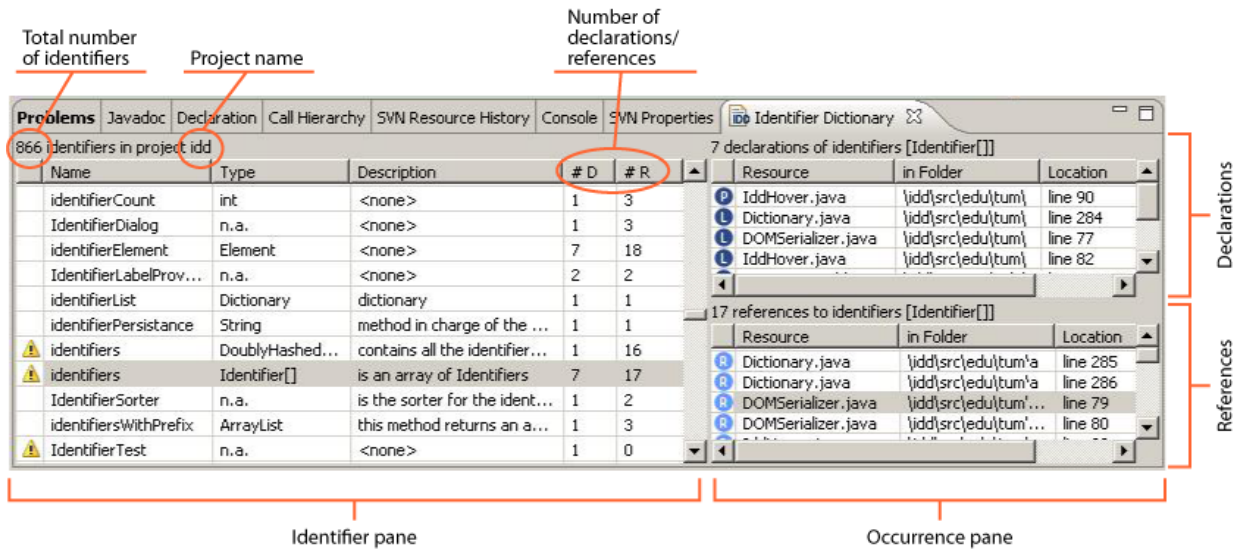 Total number
of identifiers
Project name
Number of
declarations/
references
Problems Javadoc Declaration Call Hierarchy SVN Resource History Console SVN Properties Identifier Dictionary
866 identifiers in project idd
Name Type Description # D # R
identifierCount int <none> 1 3
IdentifierDialog n.a. <none> 1 3
identifierElement Element <none> 7 18
IdentifierLabelProv... n.a. <none> 2 2
identifierList Dictionary dictionary 1 1
identifierPersistance String method in charge of the ... 1 1
identifiers DoublyHashed... contains all the identifier... 1 16
identifiers Identifier[] is an array of Identifiers 7 17
IdentifierSorter n.a. is the sorter for the ident... 1 2
identifiersWithPrefix ArrayList this method returns an a... 1 3
IdentifierTest n.a. <none> 1 0
7 declarations of identifiers [Identifier[]]
Resource in Folder Location
P IddHover.java \idd\src\edu\tum\ line 90
L Dictionary.java \idd\src\edu\tum\ line 284
L DOMSerializer.java \idd\src\edu\tum\ line 77
L IddHover.java \idd\src\edu\tum\ line 82
17 references to identifiers [Identifier[]]
Resource in Folder Location
R Dictionary.java \idd\src\edu\tum\a line 285
R Dictionary.java \idd\src\edu\tum\a line 286
R DOMSerializer.java \idd\src\edu\tum'... line 79
R DOMSerializer.java \idd\src\edu\tum'... line 80
Declarations
References
Identifier pane
Occurrence pane